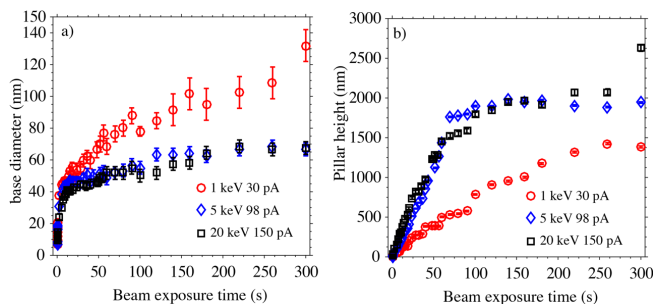 a)
base diameter (nm)
150
140
120
100
80
60
40
20
0
0
50
100
150
200
250
300
Beam exposure time (s)
1 keV 30 pA
5 keV 98 pA
20 keV 150 pA
b)
Pillar height (nm)
3000
2500
2000
1500
1000
500
0
0
50
100
150
200
250
300
Beam exposure time (s)
1 keV 30 pA
5 keV 98 pA
20 keV 150 pA